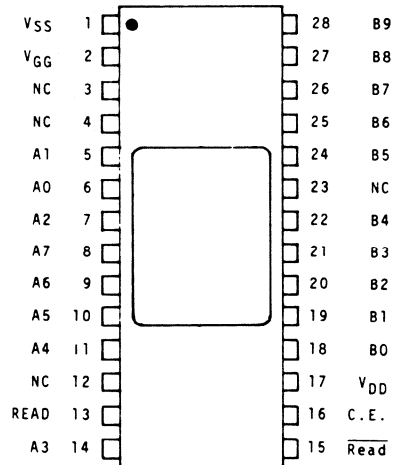 VSS 1 28 B9
VGG 2 27 B8
NC 3 26 B7
NC 4 25 B6
A1 5 24 B5
A0 6 23 NC
A2 7 22 B4
A7 8 21 B3
A6 9 20 B2
A5 10 19 B1
A4 11 18 B0
NC 12 17 VDD
READ 13 16 C.E.
A3 14 15 Read